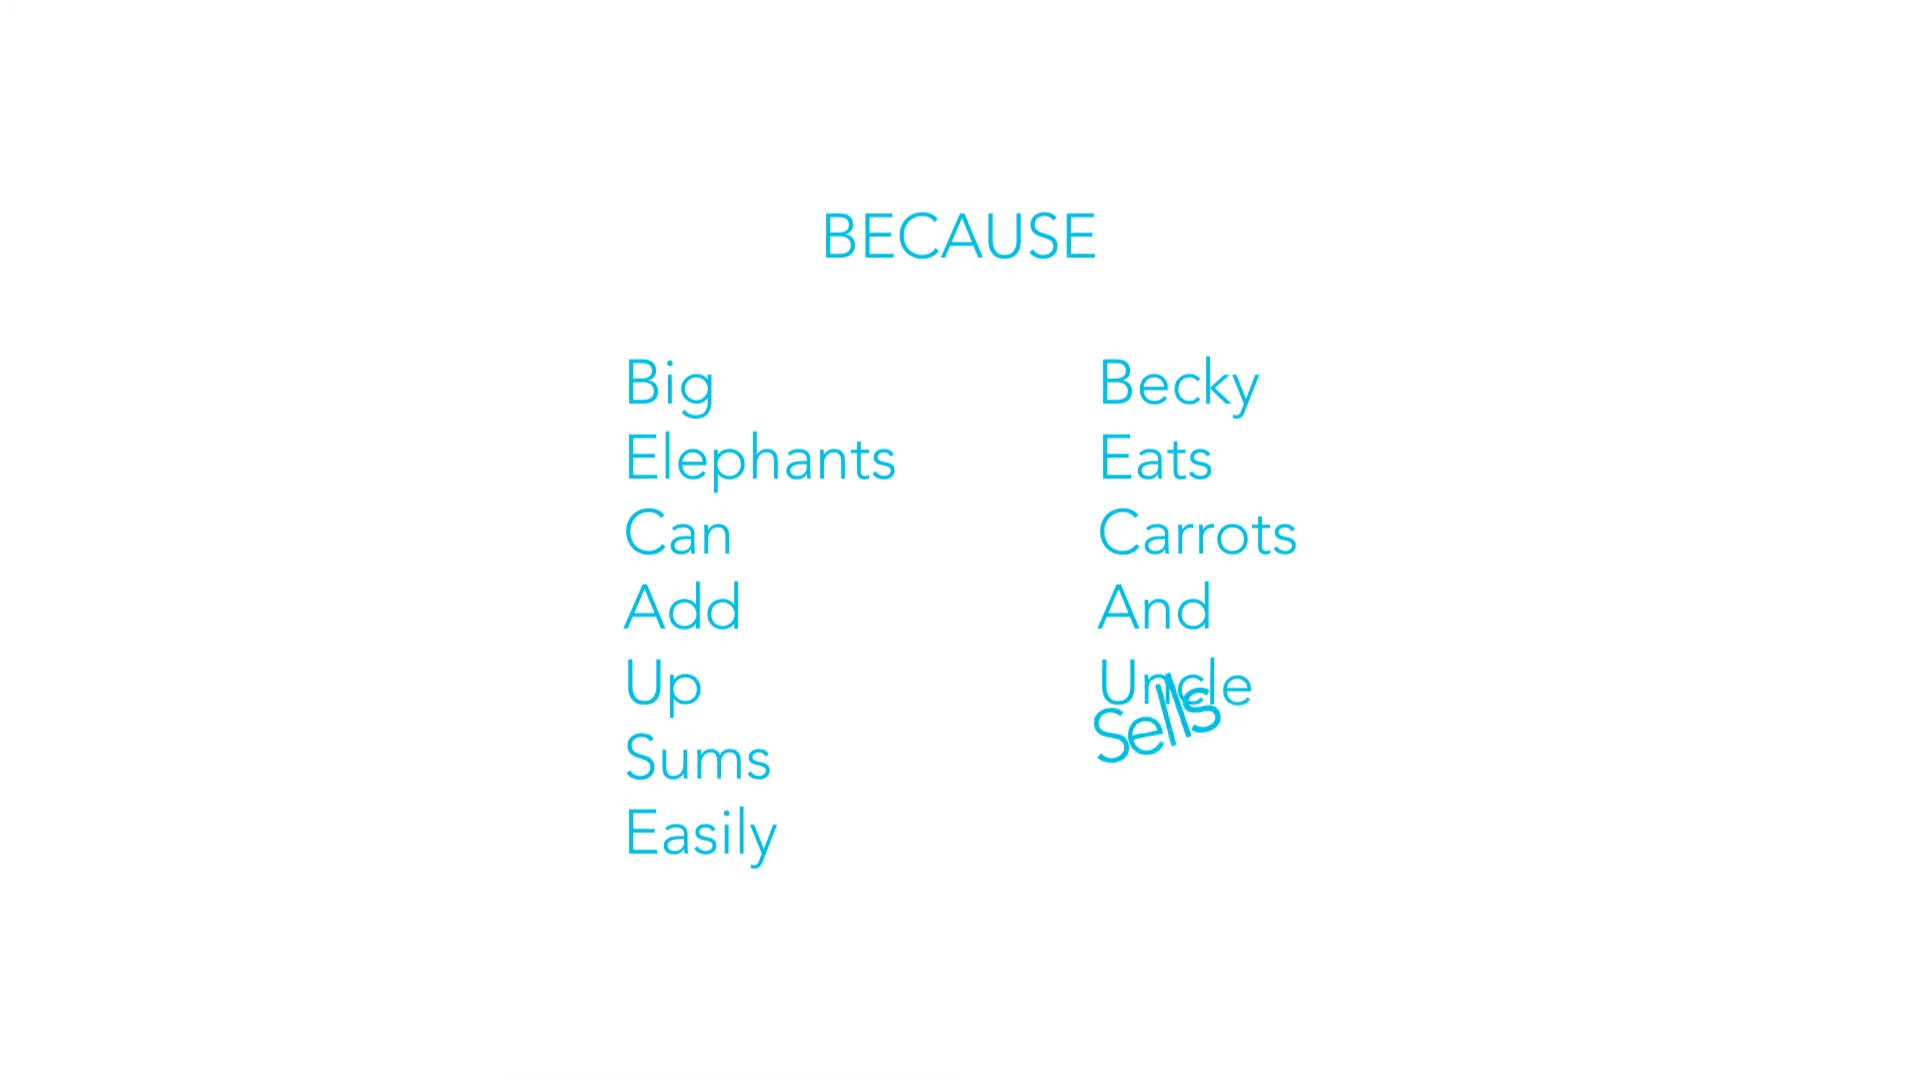 BECAUSE
Big
Elephants
Can
Add
Up
Sums
Easily
Becky
Eats
Carrots
And
Uncle
Sells